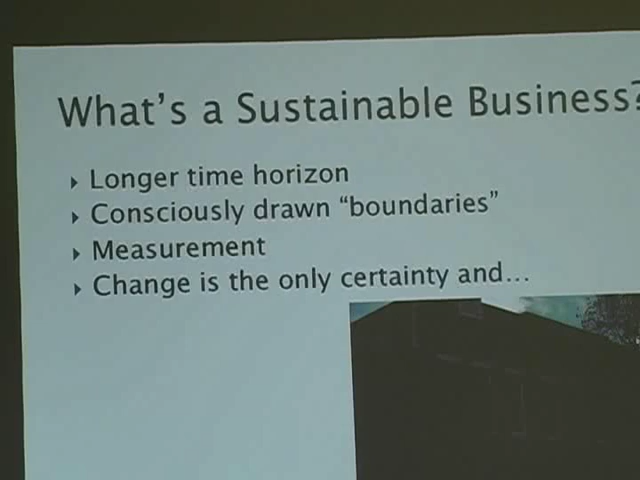 What's a Sustainable Business?
Longer time horizon
Consciously drawn “boundaries”
Measurement
Change is the only certainty and...